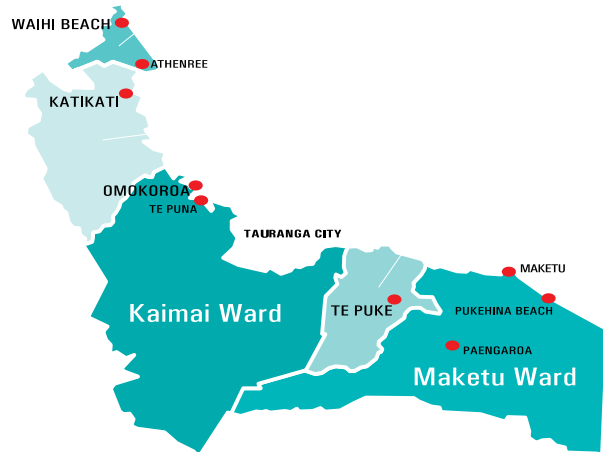 WAIHI BEACH
ATHENREE
KATIKATI
OMOKOROA
TE PUNA
TAURANGA CITY
MAKETU
Kaimai Ward
TE PUKE
PUKEHINA BEACH
PAENGAROA
Maketu Ward